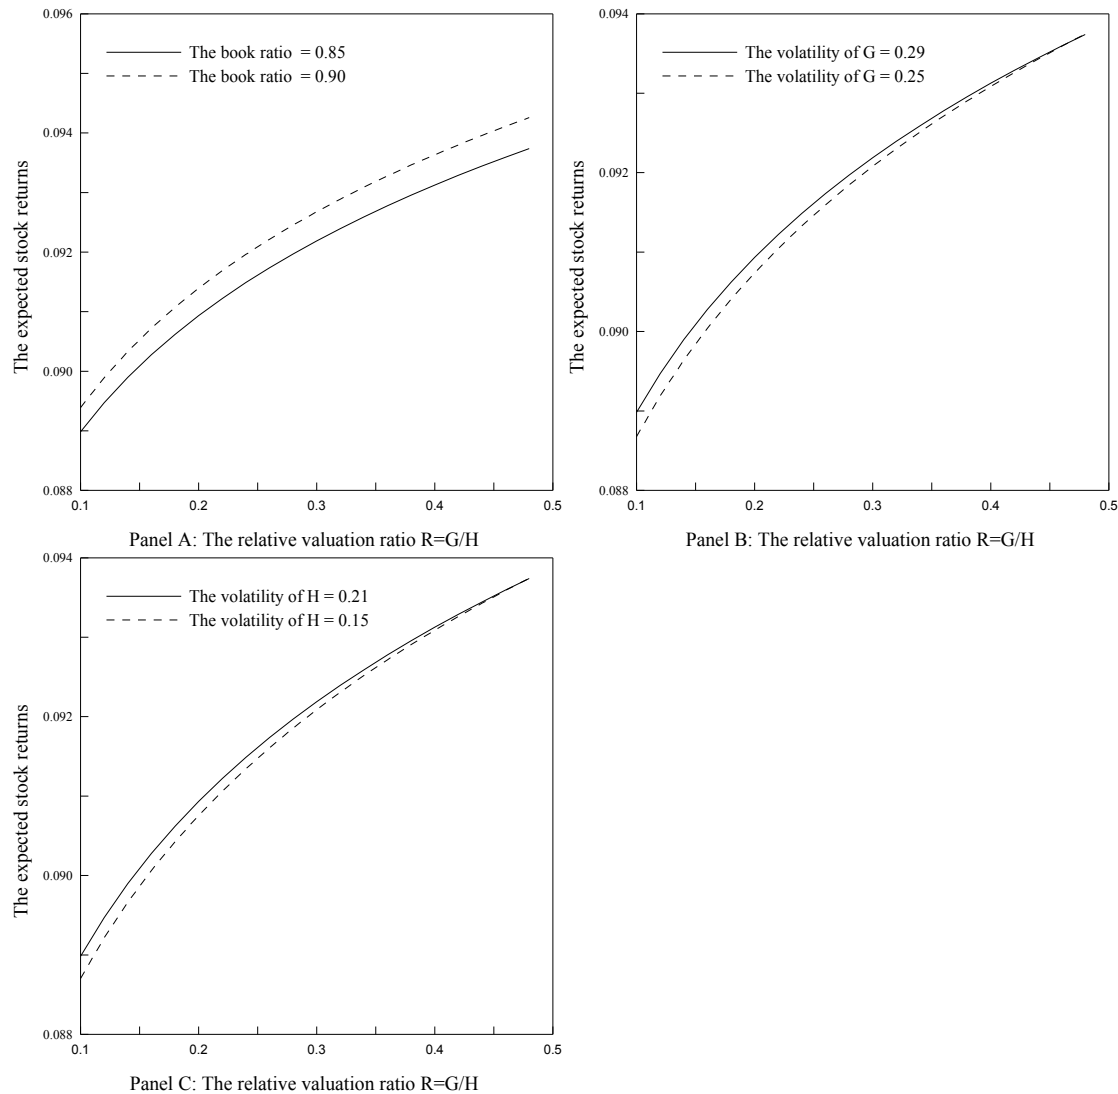 0.096
The book ratio  = 0.85
The book ratio  = 0.90
0.094
0.092
0.090
0.088
The expected stock returns
0.1 0.2 0.3 0.4 0.5
Panel A: The relative valuation ratio R=G/H
0.094
The volatility of G = 0.29
The volatility of G = 0.25
0.092
0.090
0.088
The expected stock returns
0.1 0.2 0.3 0.4 0.5
Panel B: The relative valuation ratio R=G/H
0.094
The volatility of H = 0.21
The volatility of H = 0.15
0.092
0.090
0.088
The expected stock returns
0.1 0.2 0.3 0.4 0.5
Panel C: The relative valuation ratio R=G/H